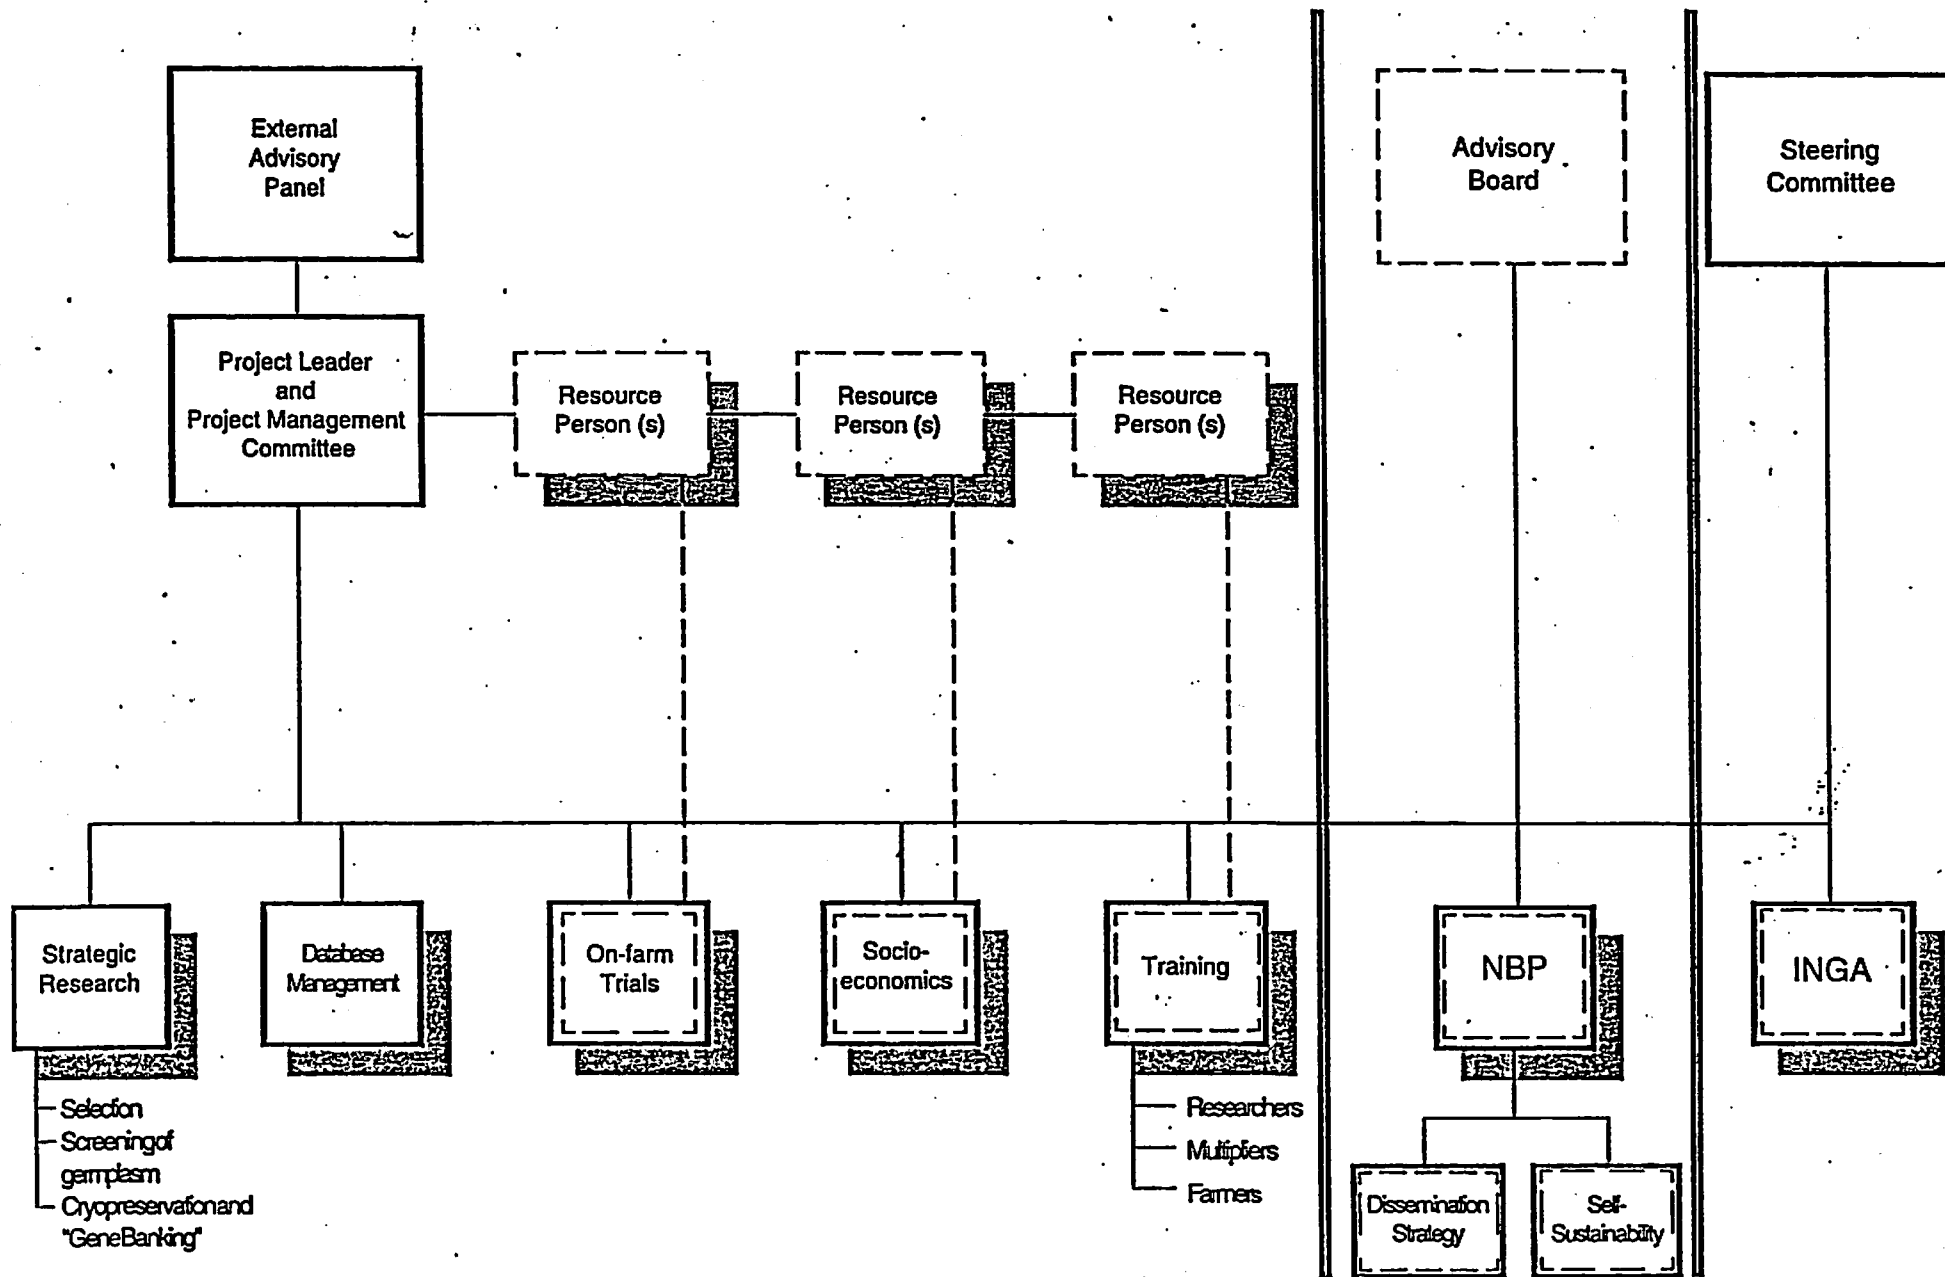 External
Advisory
Panel
Advisory
Board
Steering
Committee
Project Leader
and
Project Management
Committee
Resource
Person (s)
Resource
Person (s)
Resource
Person (s)
Strategic
Research
Database
Management
On-farm
Trials
Socio-
economics
Training
NBP
INGA
Selection
Screening of
germplasm
Cryopreservation and
"Gene Banking"
Researchers
Multipliers
Farmers
Dissemination
Strategy
Self-
Sustainability